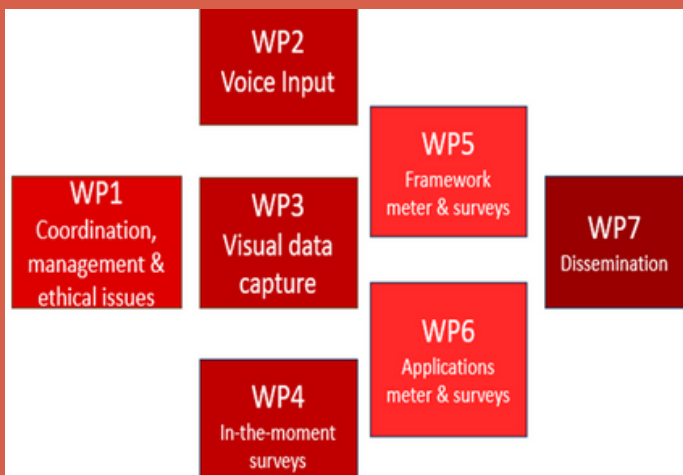 WP1
Coordination,
management &
ethical issues
WP2
Voice Input
WP3
Visual data
capture
WP4
In-the-moment
surveys
WP5
Framework
meter & surveys
WP6
Applications
meter & surveys
WP7
Dissemination